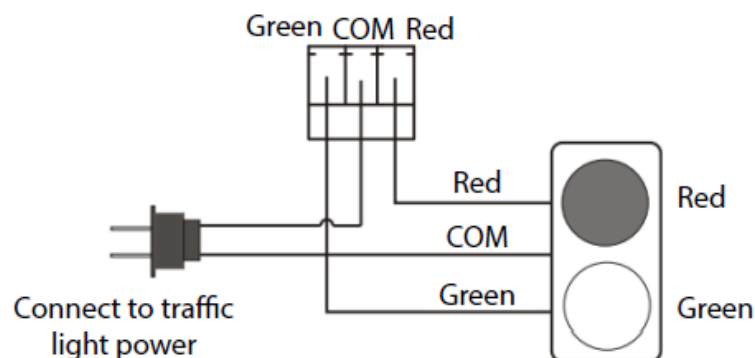 Green COM Red
Red
Red
COM
Green
Green
Connect to traffic
light power